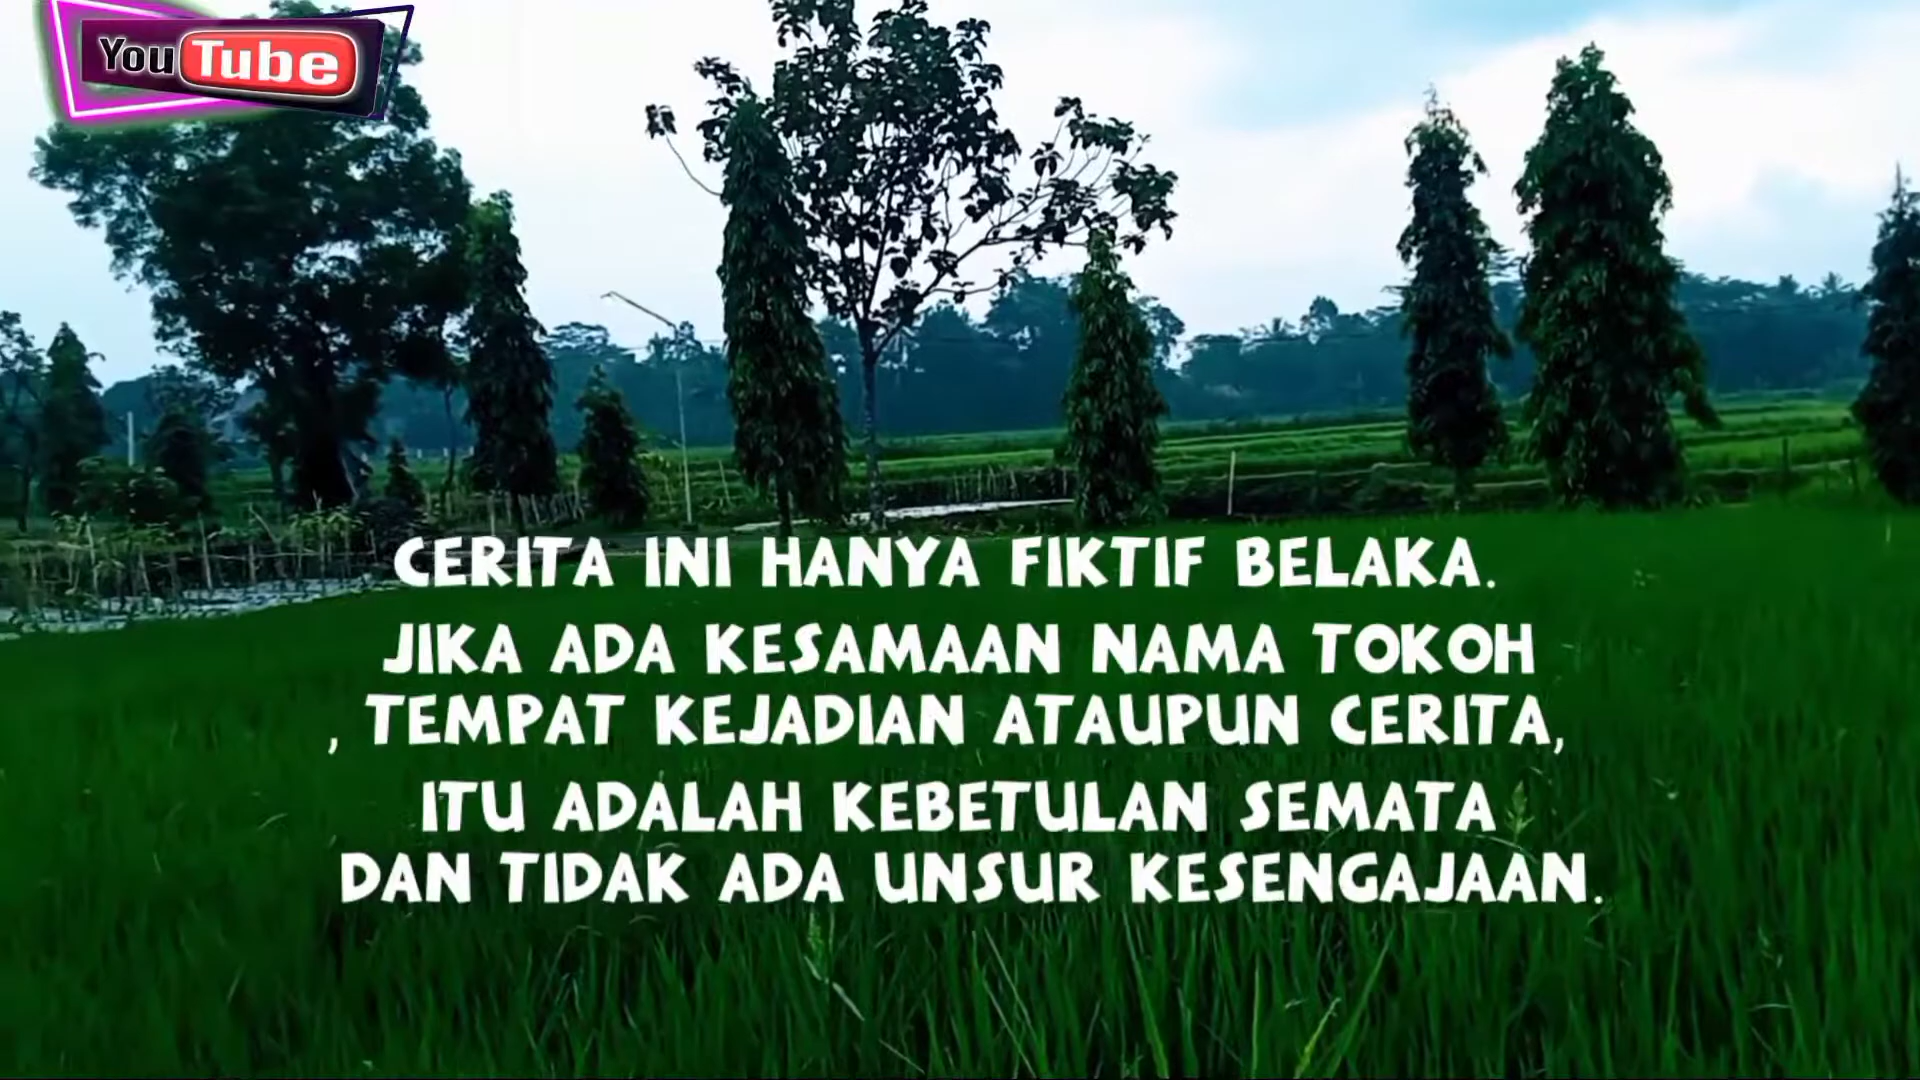 YouTube
CERITA INI HANYA FIKTIF BELAKA.
JIKA ADA KESAMAAN NAMA TOKOH
, TEMPAT KEJADIAN ATAUPUN CERITA,
ITU ADALAH KEBETULAN SEMATA
DAN TIDAK ADA UNSUR KESENGAJAAN.